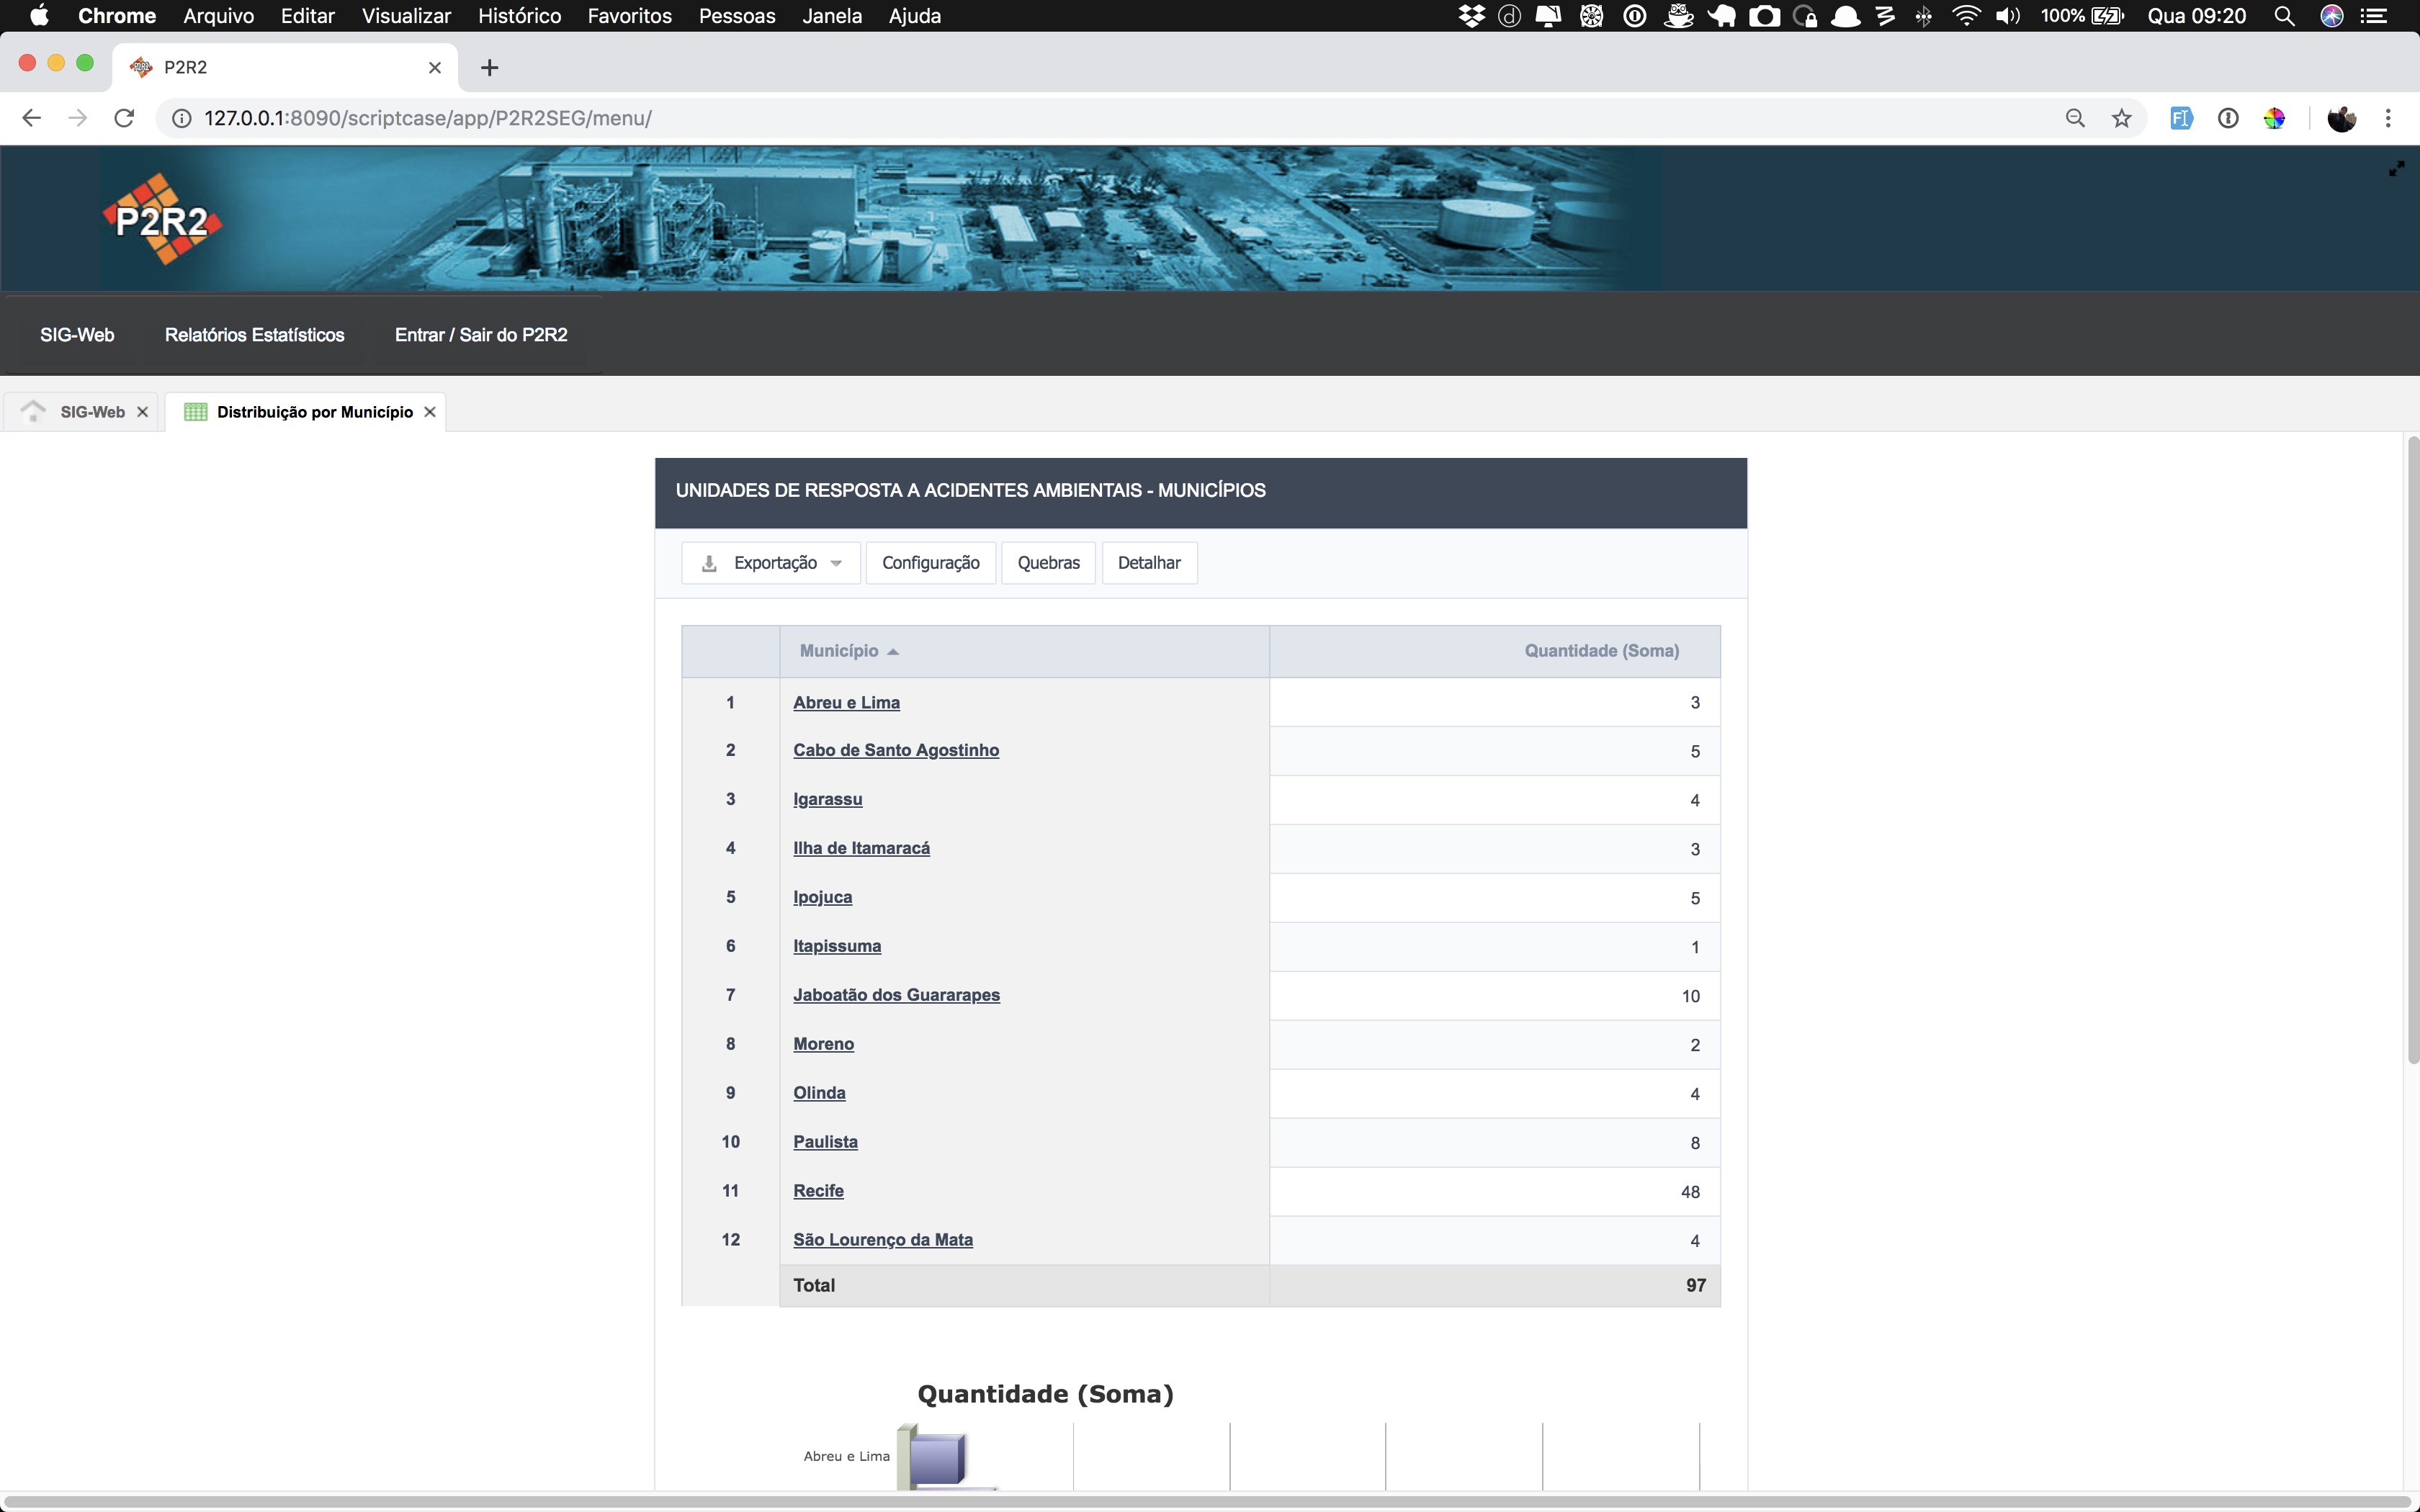 Chrome Arquivo Editar Visualizar Histórico Favoritos Pessoas Janela Ajuda 100% Qua 09:20
P2R2
127.0.0.1:8090/scriptcase/app/P2R2SEG/menu/
P2R2
SIG-Web Relatórios Estatísticos Entrar / Sair do P2R2
SIG-Web Distribuição por Município
UNIDADES DE RESPOSTA A ACIDENTES AMBIENTAIS - MUNICÍPIOS
Exportação Configuração Quebras Detalhar
Município Quantidade (Soma)
1 Abreu e Lima 3
2 Cabo de Santo Agostinho 5
3 Igarassu 4
4 Ilha de Itamaracá 3
5 Ipojuca 5
6 Itapissuma 1
7 Jaboatão dos Guararapes 10
8 Moreno 2
9 Olinda 4
10 Paulista 8
11 Recife 48
12 São Lourenço da Mata 4
Total 97
Quantidade (Soma)
Abreu e Lima